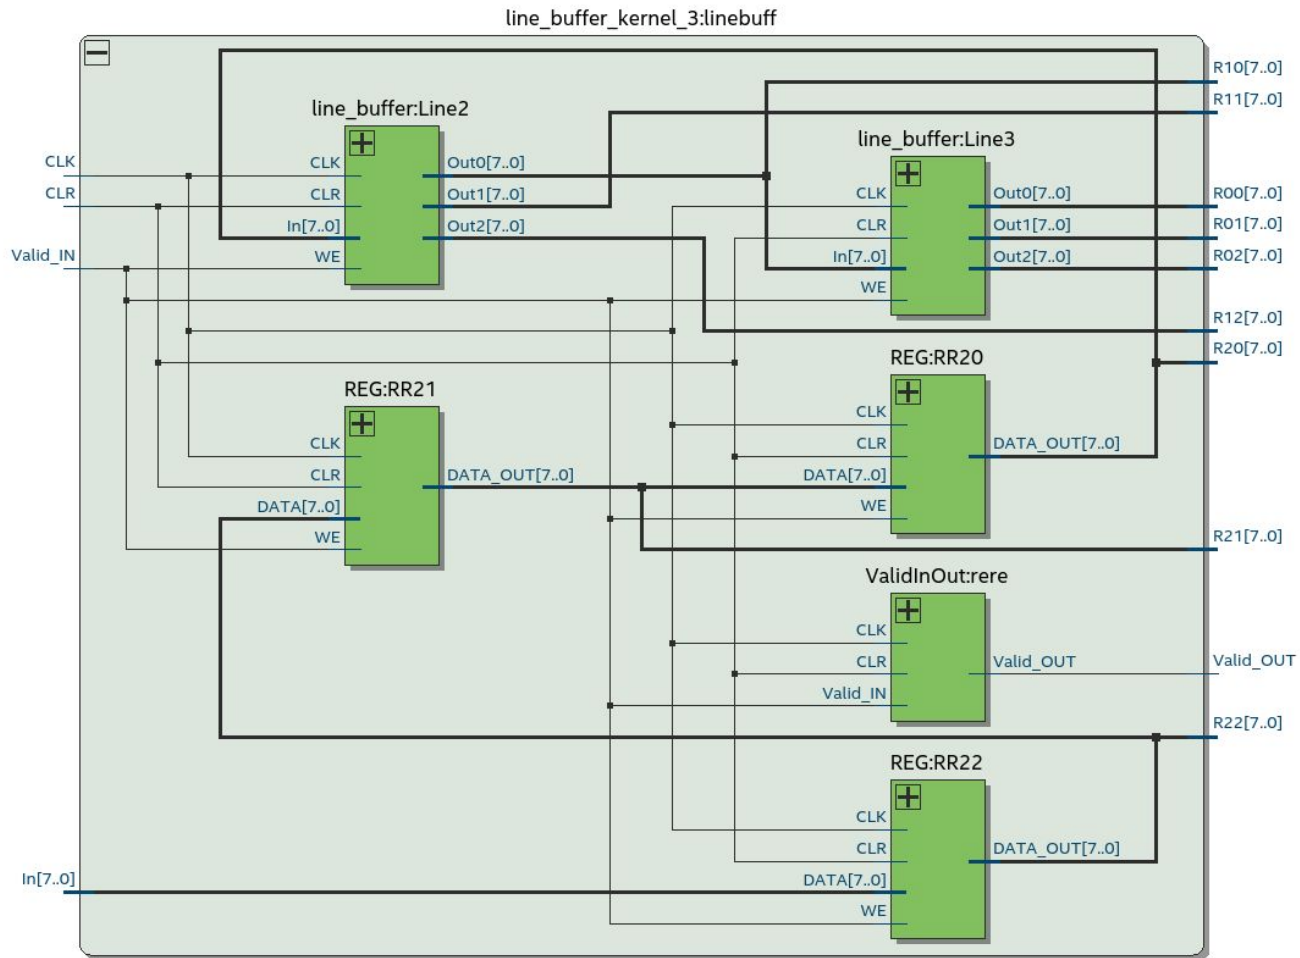 line_buffer_kernel_3:linebuff
R10[7..0]
R11[7..0]
line_buffer:Line2
line_buffer:Line3
CLK
CLK
Out0[7..0]
CLR
CLR
Out1[7..0]
CLK
Out0[7..0]
R00[7..0]
In[7..0]
Out2[7..0]
CLR
Out1[7..0]
R01[7..0]
Valid_IN
WE
In[7..0]
Out2[7..0]
R02[7..0]
WE
R12[7..0]
R20[7..0]
REG:RR20
REG:RR21
CLK
CLK
CLR
DATA_OUT[7..0]
CLR
DATA_OUT[7..0]
DATA[7..0]
DATA[7..0]
WE
WE
R21[7..0]
ValidInOut:rere
CLK
CLR
Valid_OUT
Valid_OUT
Valid_IN
R22[7..0]
REG:RR22
CLK
CLR
DATA_OUT[7..0]
In[7..0]
DATA[7..0]
WE